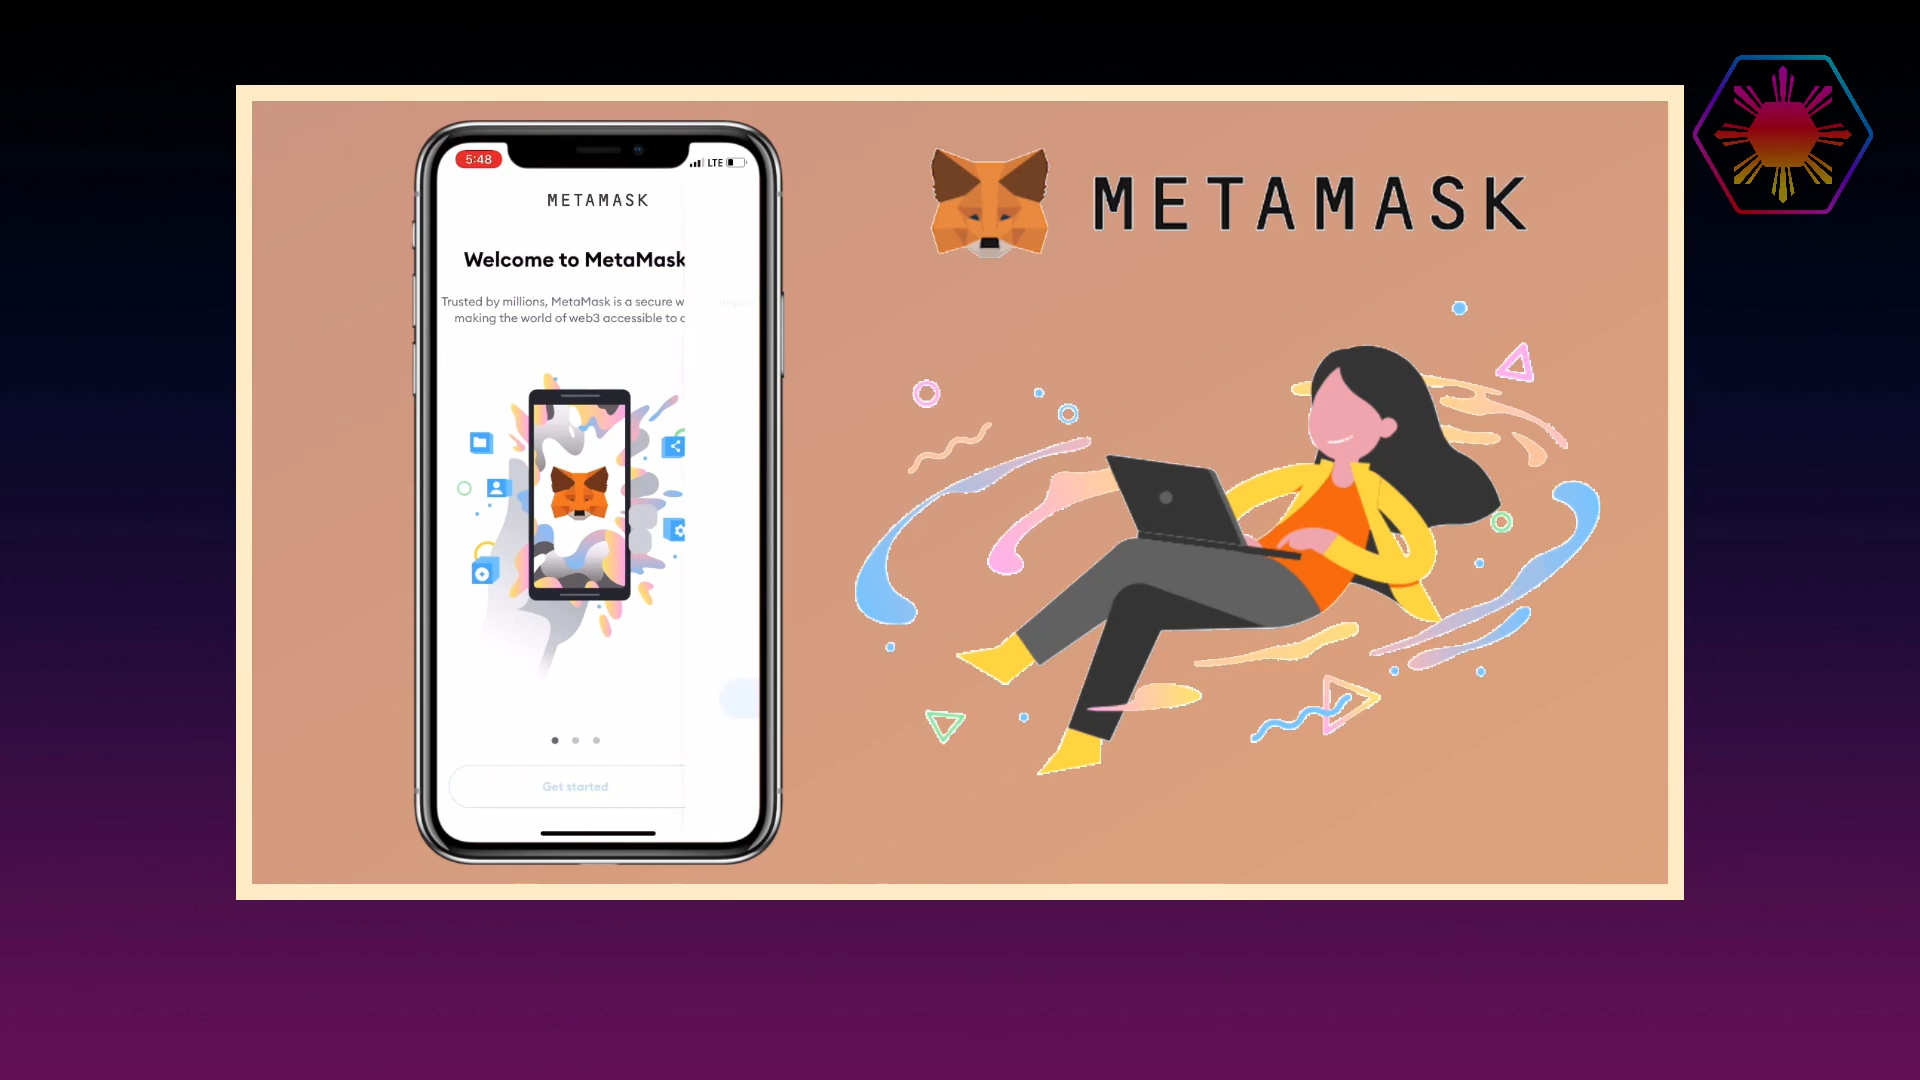 5:48
LTE
METAMASK
Welcome to MetaMask
Trusted by millions, MetaMask is a secure w
making the world of web3 accessible to
Get started
METAMASK